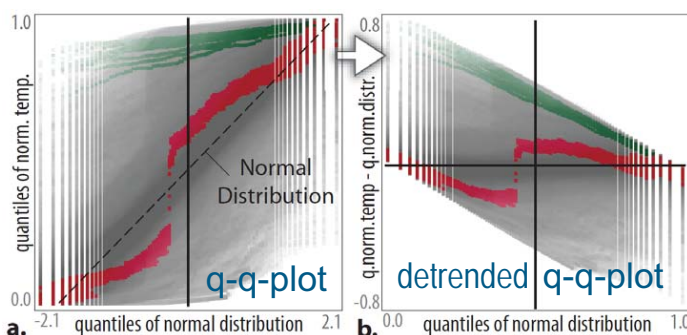 1.0
quantiles of norm. temp.
0.0
Normal
Distribution
q-q-plot
a.
-2.1
quantiles of normal distribution
2.1
0.8
q.norm.temp - q.norm.distr.
-0.8
detrended q-q-plot
b.
0.0
quantiles of normal distribution
1.0